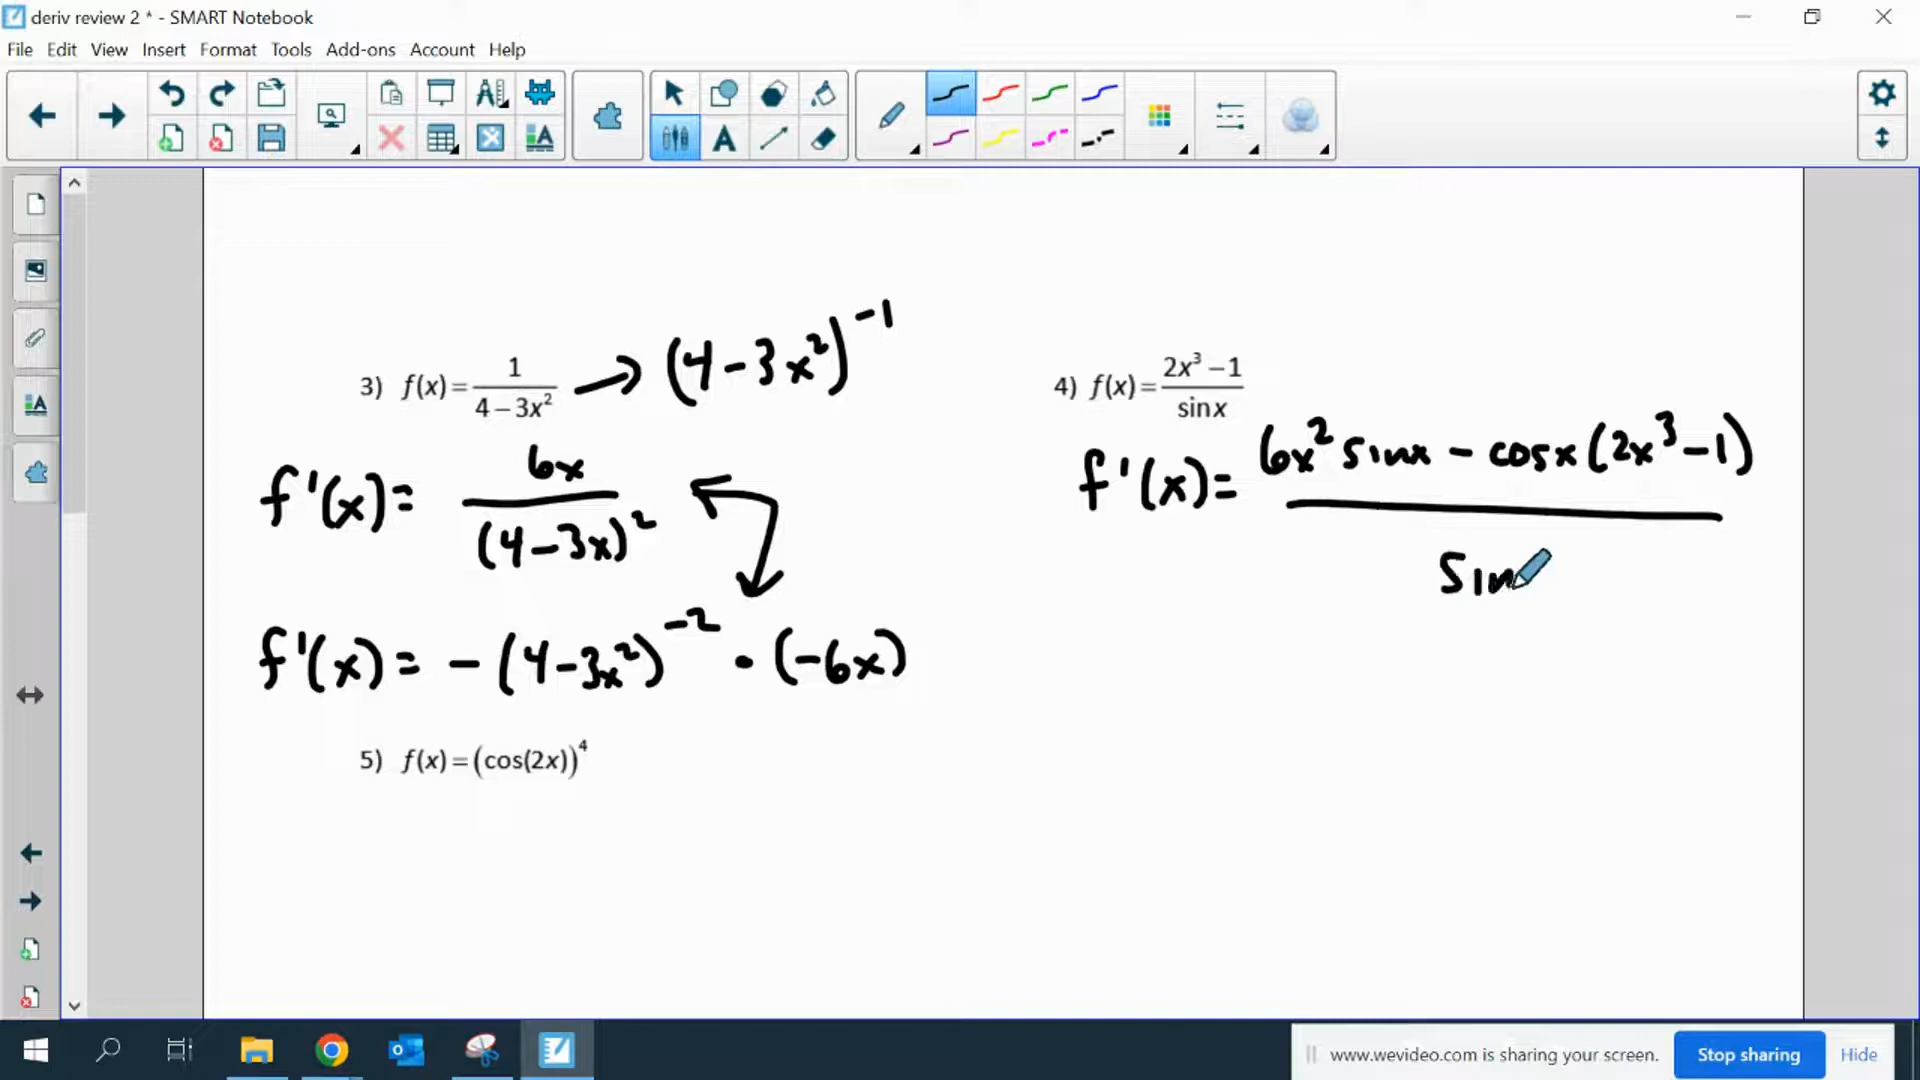 deriv review 2 * - SMART Notebook
File Edit View Insert Format Tools Add-ons Account Help
3) f(x) = 1/(4 − 3x²) → (4 − 3x²)⁻¹
f'(x) = 6x/(4 − 3x)²
f'(x) = − (4 − 3x²)⁻² · (−6x)
4) f(x) = (2x³ − 1)/sin x
f'(x) = 6x² sinx − cosx (2x³ − 1)
sin
5) f(x) = (cos(2x))⁴
www.wevideo.com is sharing your screen. Stop sharing Hide